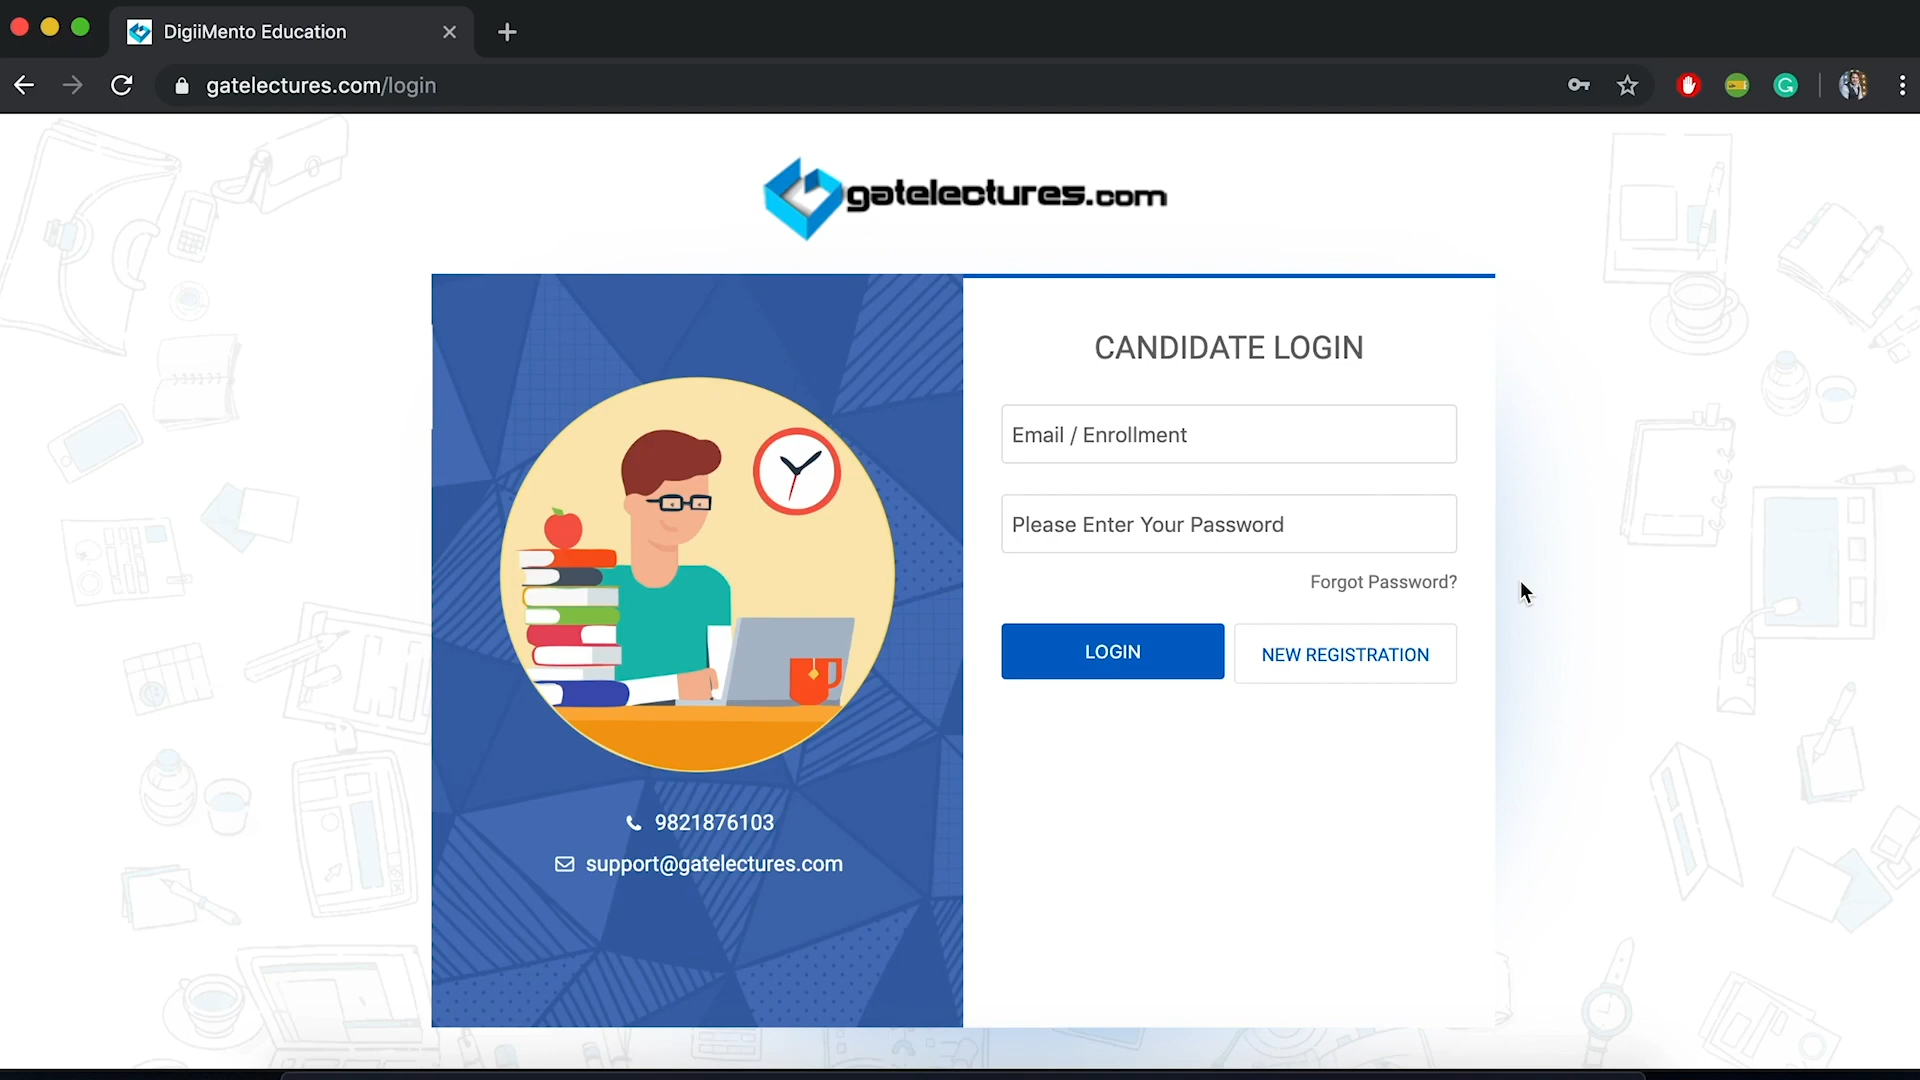 DigiiMento Education
gatelectures.com/login
gatelectures.com
CANDIDATE LOGIN
Email / Enrollment
Please Enter Your Password
Forgot Password?
LOGIN
NEW REGISTRATION
9821876103
support@gatelectures.com